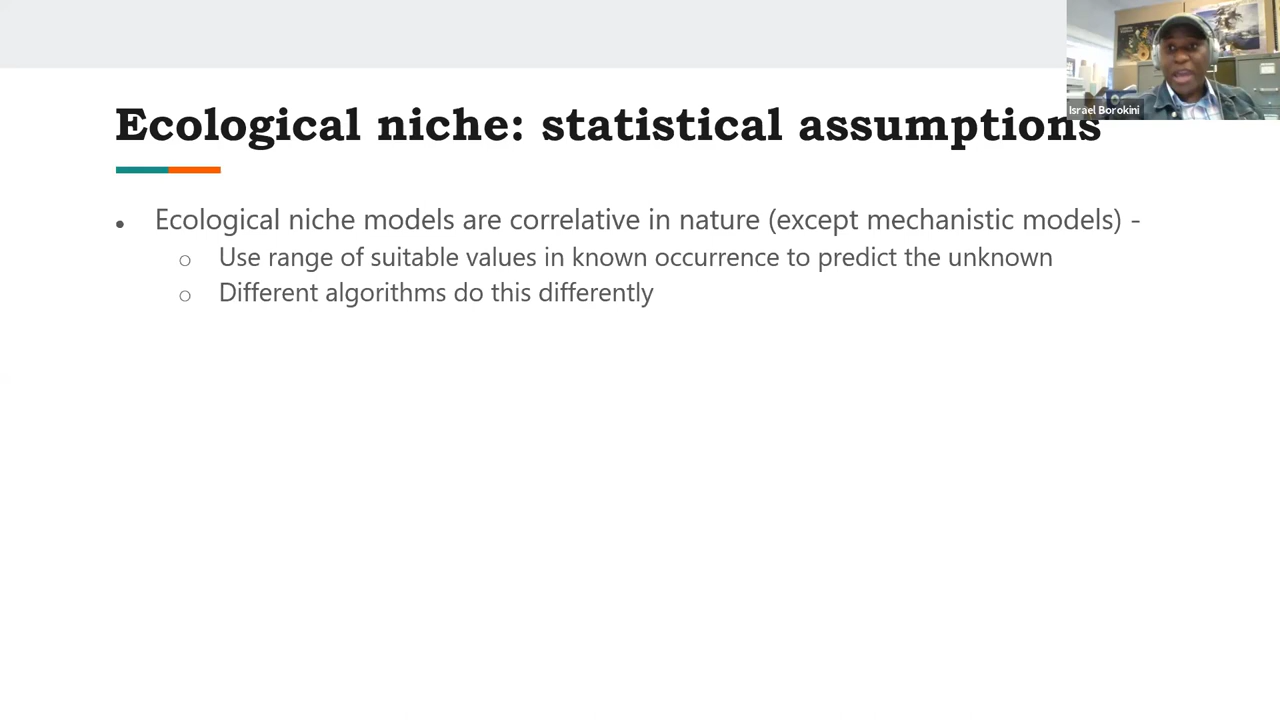 Ecological niche: statistical assumptions
Israel Borokini
● Ecological niche models are correlative in nature (except mechanistic models) -
○ Use range of suitable values in known occurrence to predict the unknown
○ Different algorithms do this differently